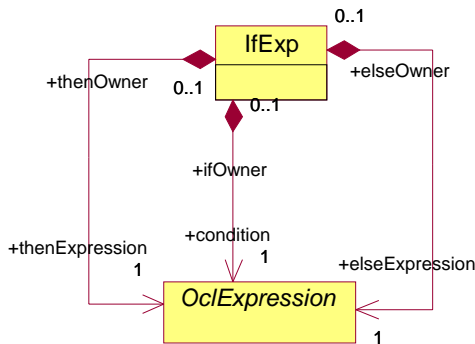 0..1
IfExp
+thenOwner
+elseOwner
0..1
0..1
+ifOwner
+thenExpression
+condition
+elseExpression
1
1
OclExpression
1